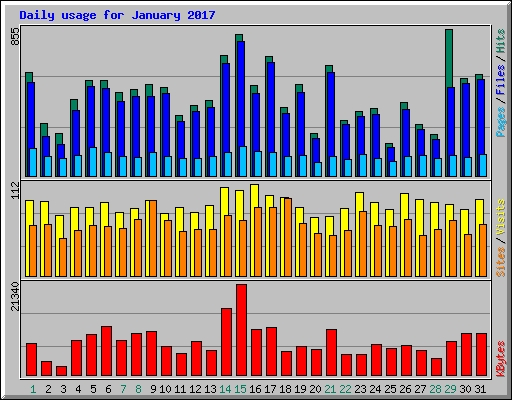 Daily usage for January 2017
855
Pages / Files / Hits
112
Sites / Visits
21340
KBytes
1 2 3 4 5 6 7 8 9 10 11 12 13 14 15 16 17 18 19 20 21 22 23 24 25 26 27 28 29 30 31